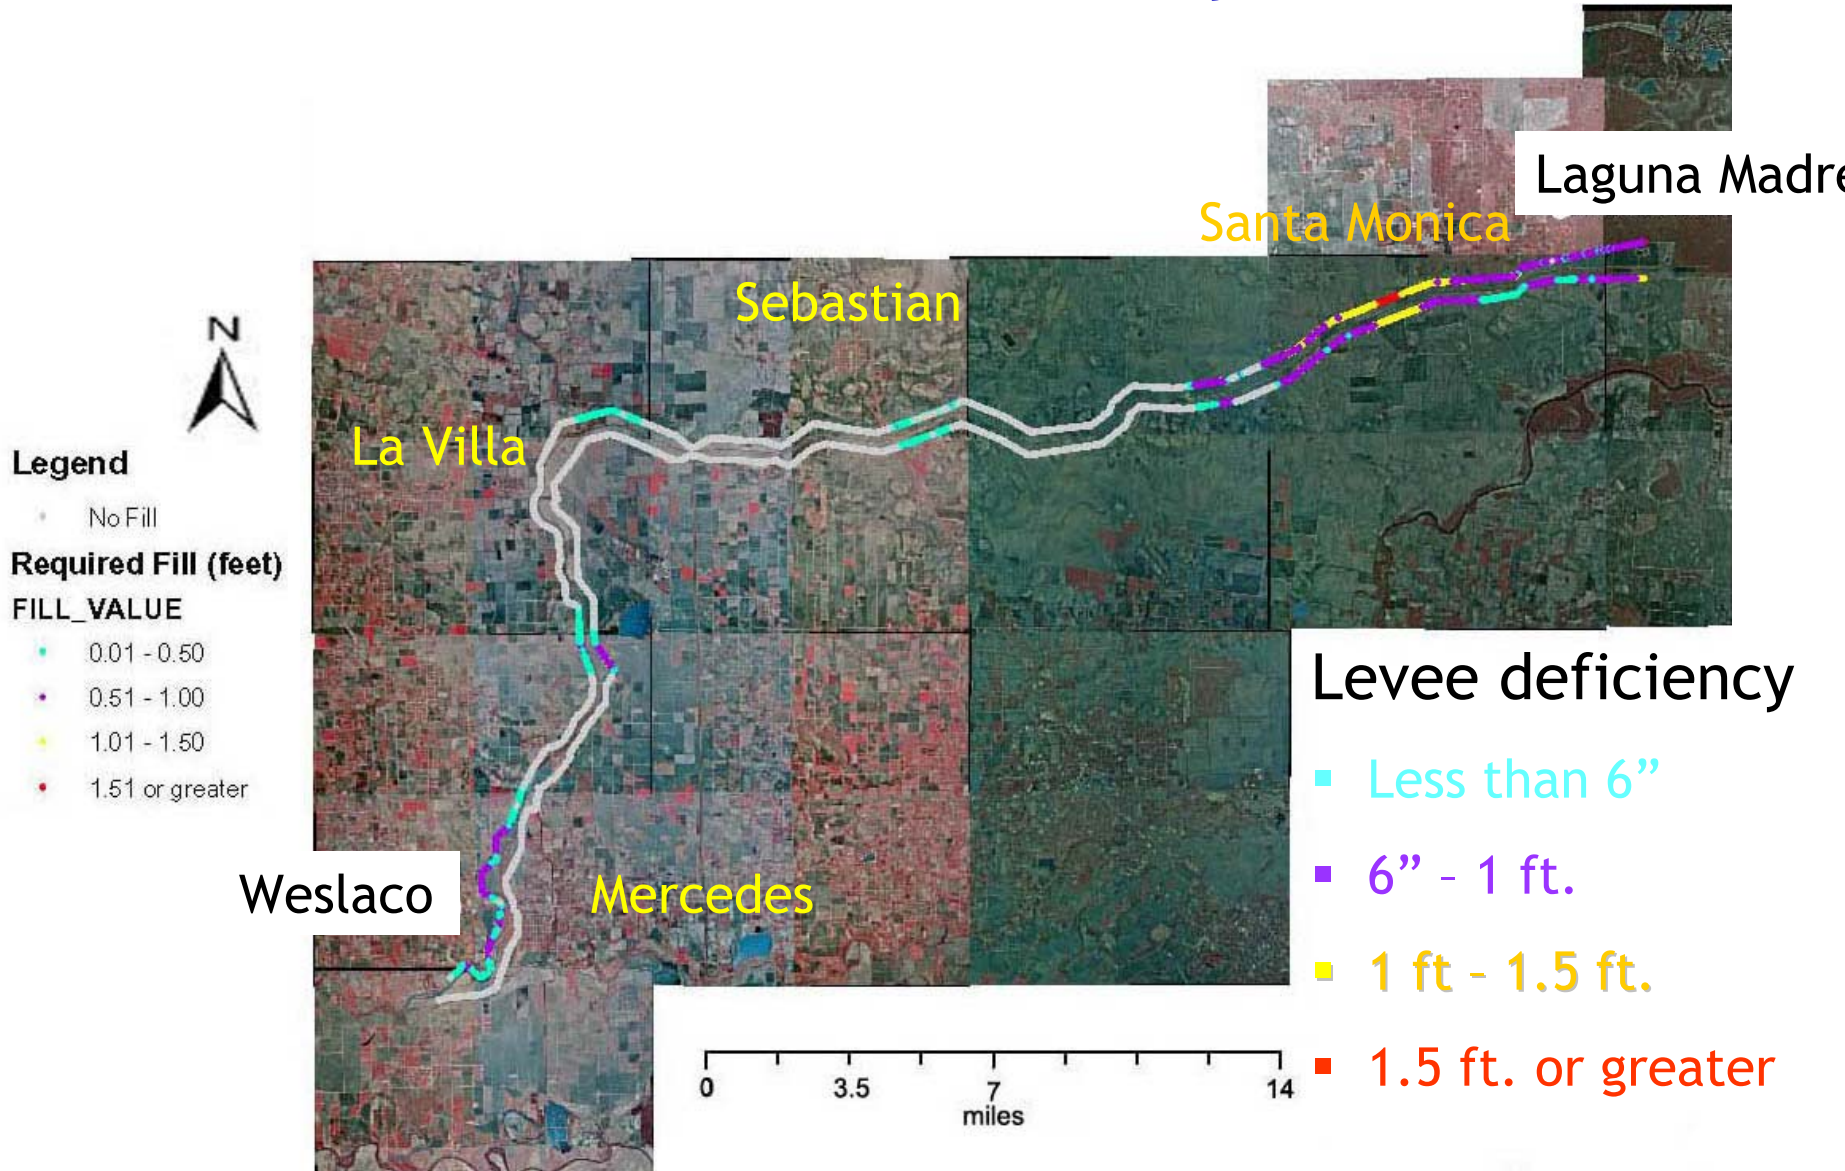 Laguna Madre
Santa Monica
Sebastian
N
La Villa
Legend
No Fill
Required Fill (feet)
FILL_VALUE
0.01 - 0.50
0.51 - 1.00
1.01 - 1.50
1.51 or greater
Weslaco
Mercedes
Levee deficiency
▪ Less than 6”
▪ 6” – 1 ft.
▪ 1 ft – 1.5 ft.
▪ 1.5 ft. or greater
0 3.5 7 14
miles